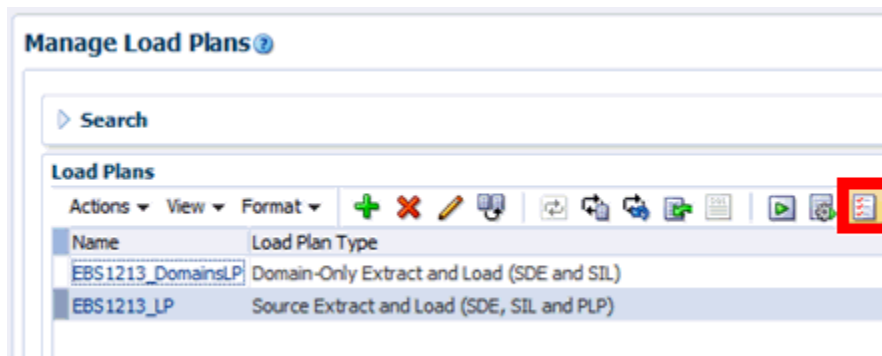 Manage Load Plans
Search
Load Plans
Actions View Format
Name Load Plan Type
EBS1213_DomainsLP Domain-Only Extract and Load (SDE and SIL)
EBS1213_LP Source Extract and Load (SDE, SIL and PLP)